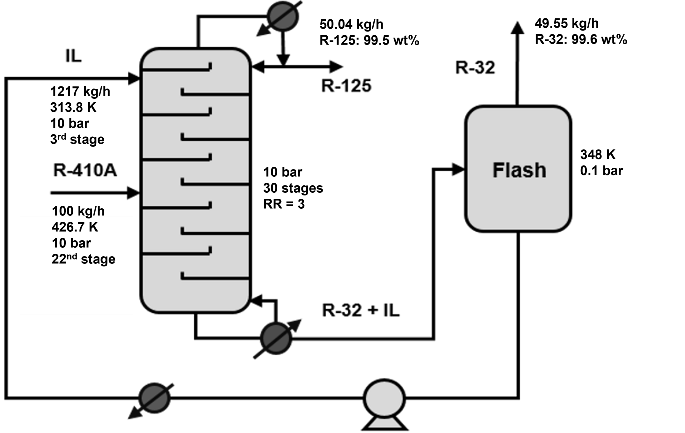 50.04 kg/h
R-125: 99.5 wt%
R-125
49.55 kg/h
R-32: 99.6 wt%
R-32
IL
1217 kg/h
313.8 K
10 bar
3rd stage
R-410A
100 kg/h
426.7 K
10 bar
22nd stage
10 bar
30 stages
RR = 3
Flash
348 K
0.1 bar
R-32 + IL